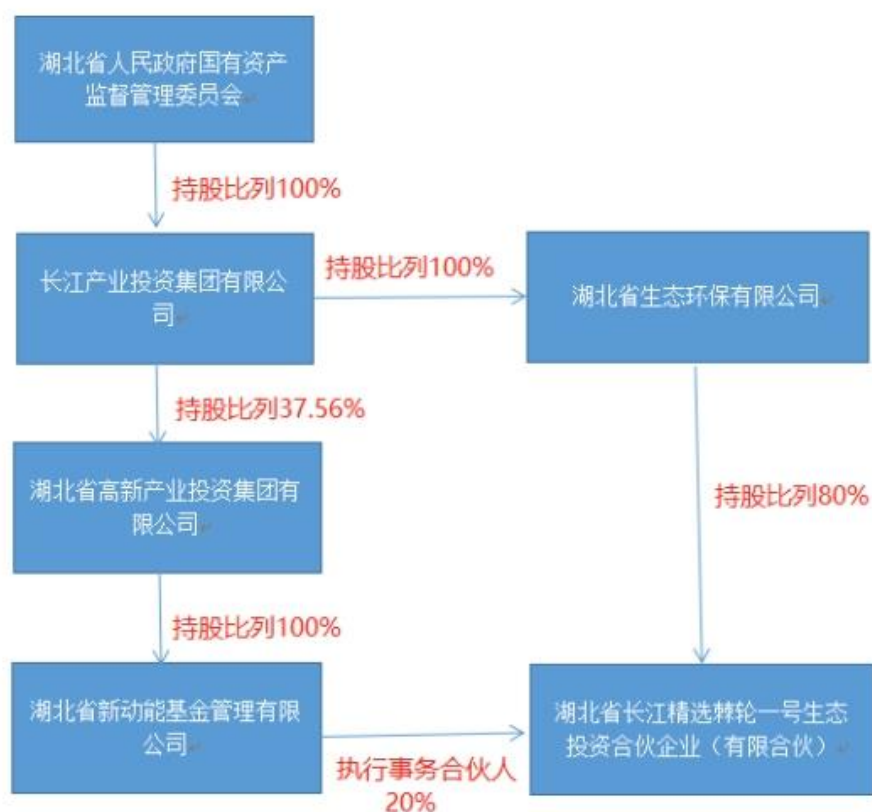 湖北省人民政府国有资产
监督管理委员会
持股比列100%
长江产业投资集团有限公
司
持股比列100%
湖北省生态环保有限公司
持股比列37.56%
湖北省高新产业投资集团有
限公司
持股比列80%
持股比列100%
湖北省新动能基金管理有限
公司
执行事务合伙人
20%
湖北省长江精选棘轮一号生态
投资合伙企业（有限合伙）